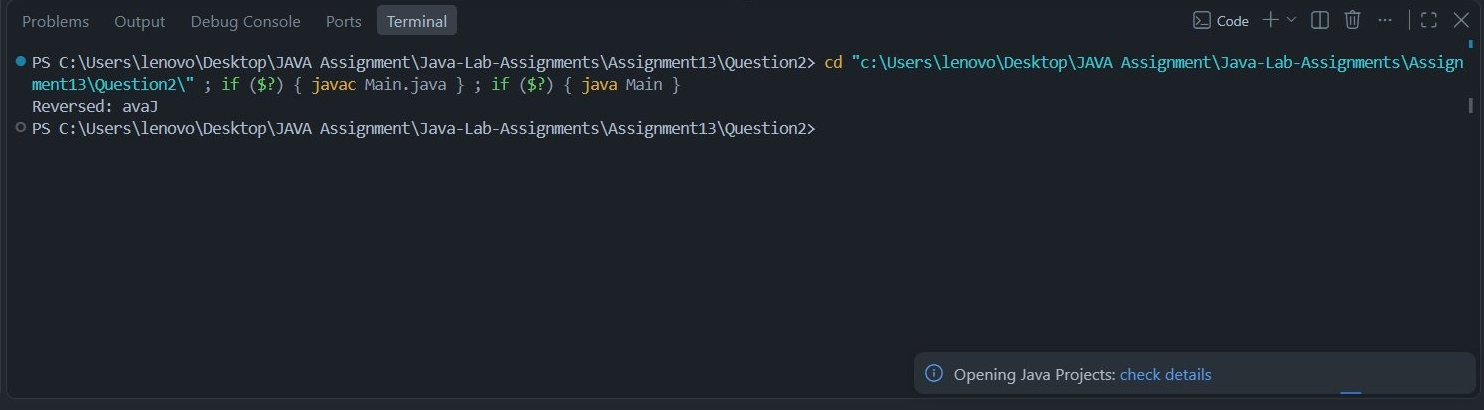 Problems Output Debug Console Ports Terminal Code
PS C:\Users\lenovo\Desktop\JAVA Assignment\Java-Lab-Assignments\Assignment13\Question2> cd "c:\Users\lenovo\Desktop\JAVA Assignment\Java-Lab-Assignments\Assign
ment13\Question2\" ; if ($?) { javac Main.java } ; if ($?) { java Main }
Reversed: avaJ
PS C:\Users\lenovo\Desktop\JAVA Assignment\Java-Lab-Assignments\Assignment13\Question2>
Opening Java Projects: check details